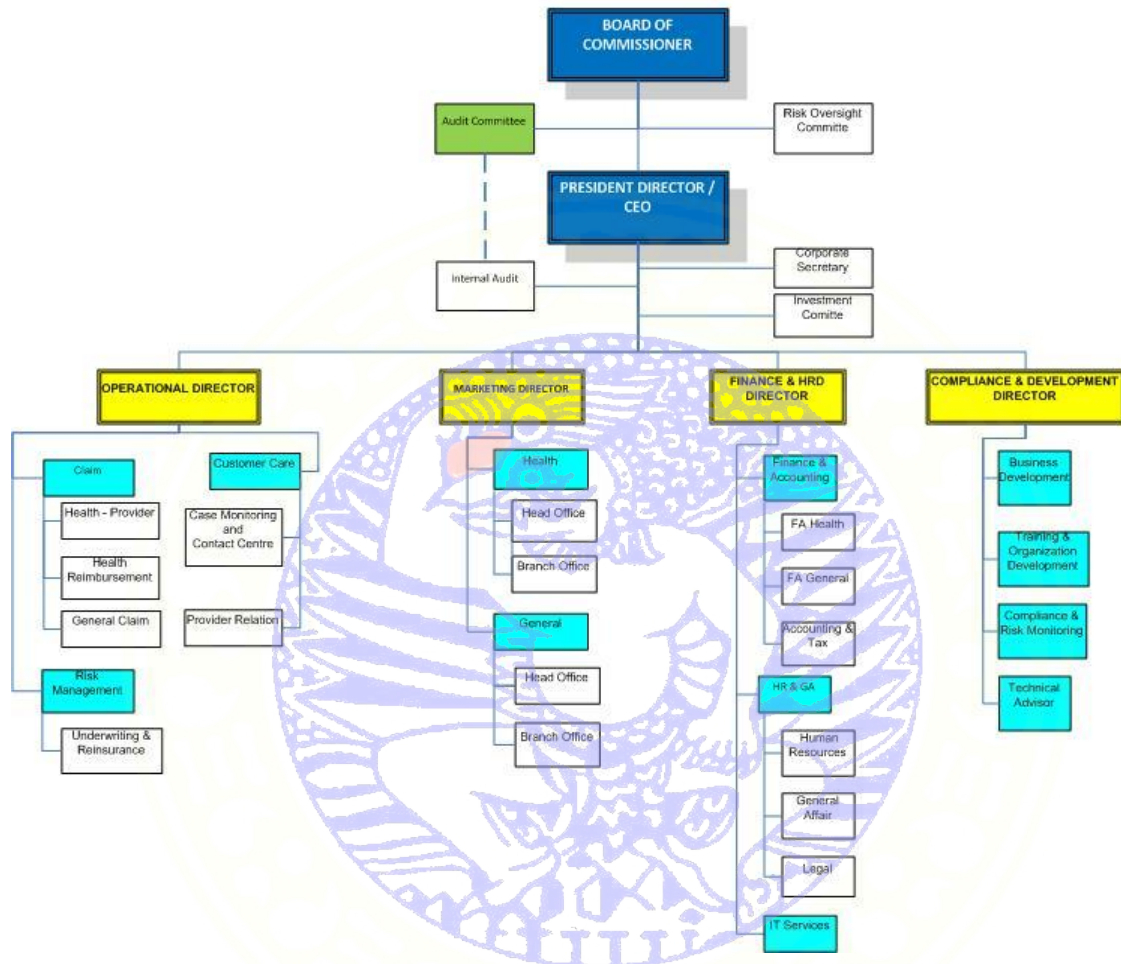 BOARD OF
COMMISSIONER
Audit Committee
Risk Oversight
Committe
PRESIDENT DIRECTOR /
CEO
Internal Audit
Corporate
Secretary
Investment
Comitte
OPERATIONAL DIRECTOR
MARKETING DIRECTOR
FINANCE & HRD
DIRECTOR
COMPLIANCE & DEVELOPMENT
DIRECTOR
Claim
Health - Provider
Health
Reimbursement
General Claim
Risk
Management
Underwriting &
Reinsurance
Customer Care
Case Monitoring
and
Contact Centre
Provider Relation
Health
Head Office
Branch Office
General
Head Office
Branch Office
Finance &
Accounting
FA Health
FA General
Accounting &
Tax
HR & GA
Human
Resources
General
Affair
Legal
IT Services
Business
Development
Training &
Organization
Development
Compliance &
Risk Monitoring
Technical
Advisor